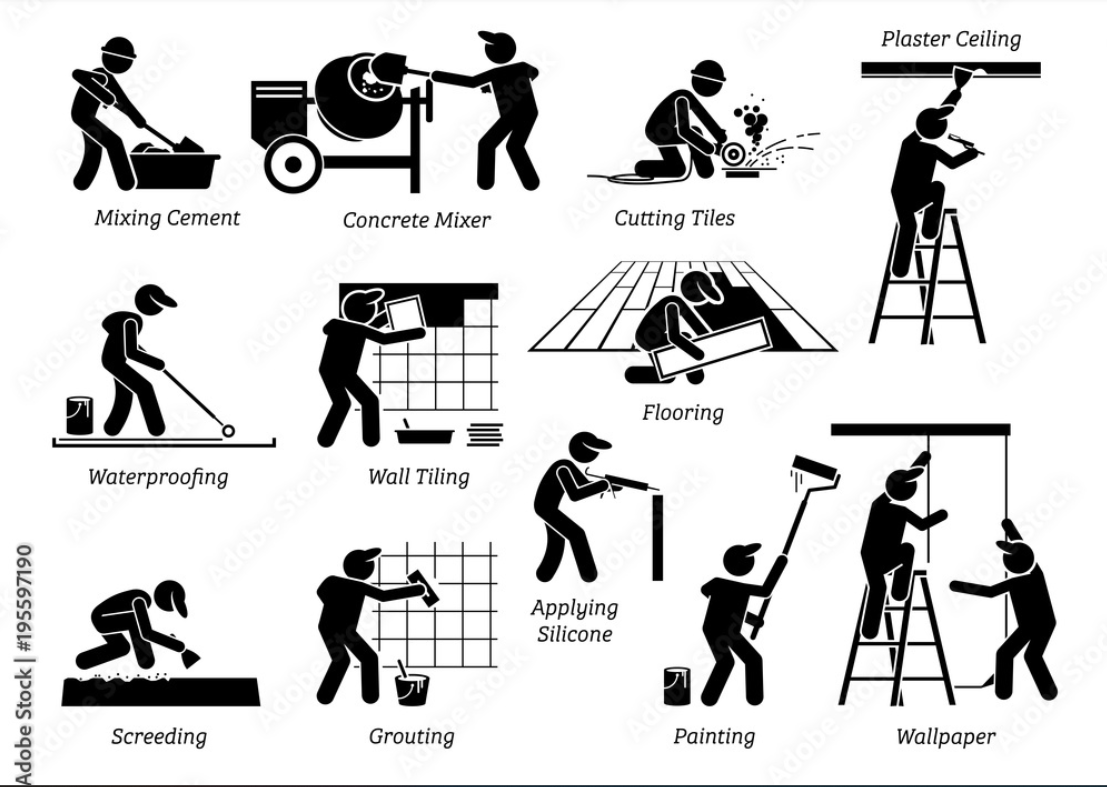 Plaster Ceiling
Mixing Cement
Concrete Mixer
Cutting Tiles
Flooring
Waterproofing
Wall Tiling
Applying
Silicone
Screeding
Grouting
Painting
Wallpaper
Adobe Stock | #195597190